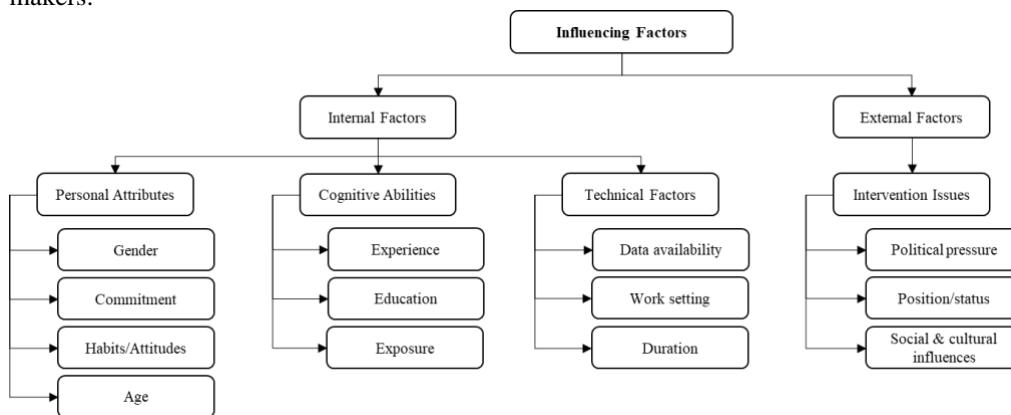 makers.
Influencing Factors
Internal Factors
External Factors
Personal Attributes
Cognitive Abilities
Technical Factors
Intervention Issues
Gender
Experience
Data availability
Political pressure
Commitment
Education
Work setting
Position/status
Habits/Attitudes
Exposure
Duration
Social & cultural
influences
Age